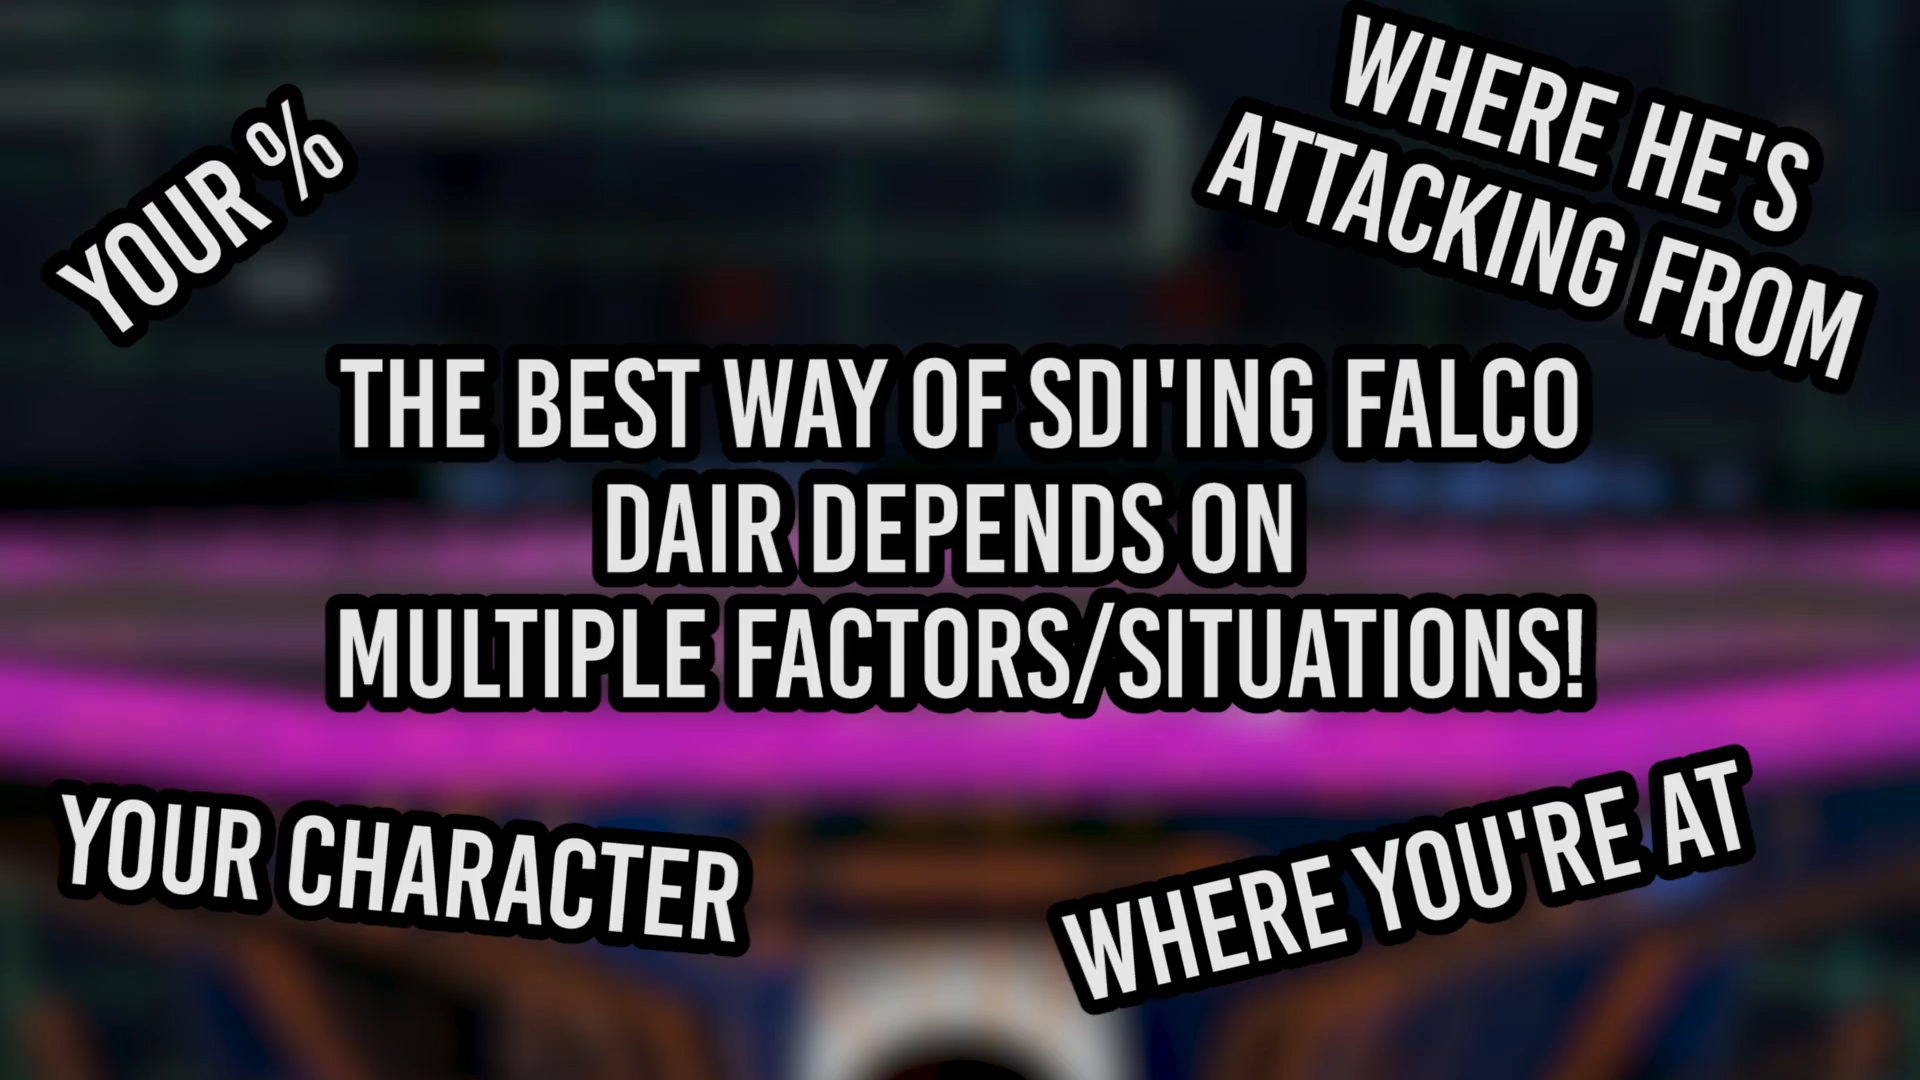 YOUR %
WHERE HE'S
ATTACKING FROM
THE BEST WAY OF SDI'ING FALCO
DAIR DEPENDS ON
MULTIPLE FACTORS/SITUATIONS!
YOUR CHARACTER
WHERE YOU'RE AT